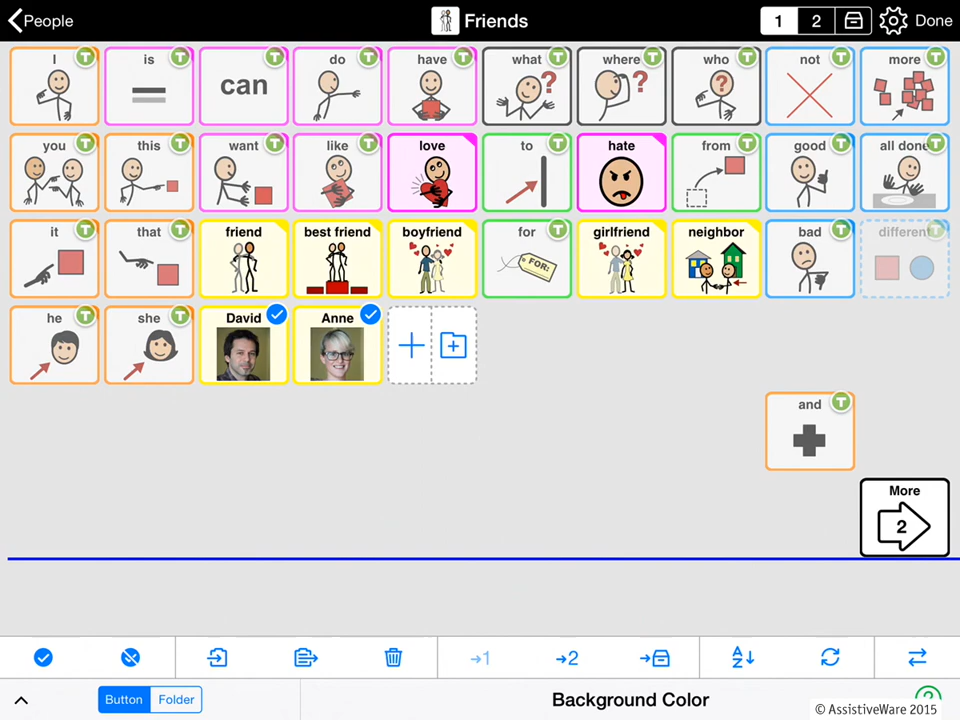 People
Friends
1
2
Done
I
is
can
do
have
what
where
who
not
more
you
this
want
like
love
to
hate
from
good
all done
it
that
friend
best friend
boyfriend
for
FOR:
girlfriend
neighbor
bad
different
he
she
David
Anne
and
More
2
→1
→2
A
Z
Button
Folder
Background Color
© AssistiveWare 2015